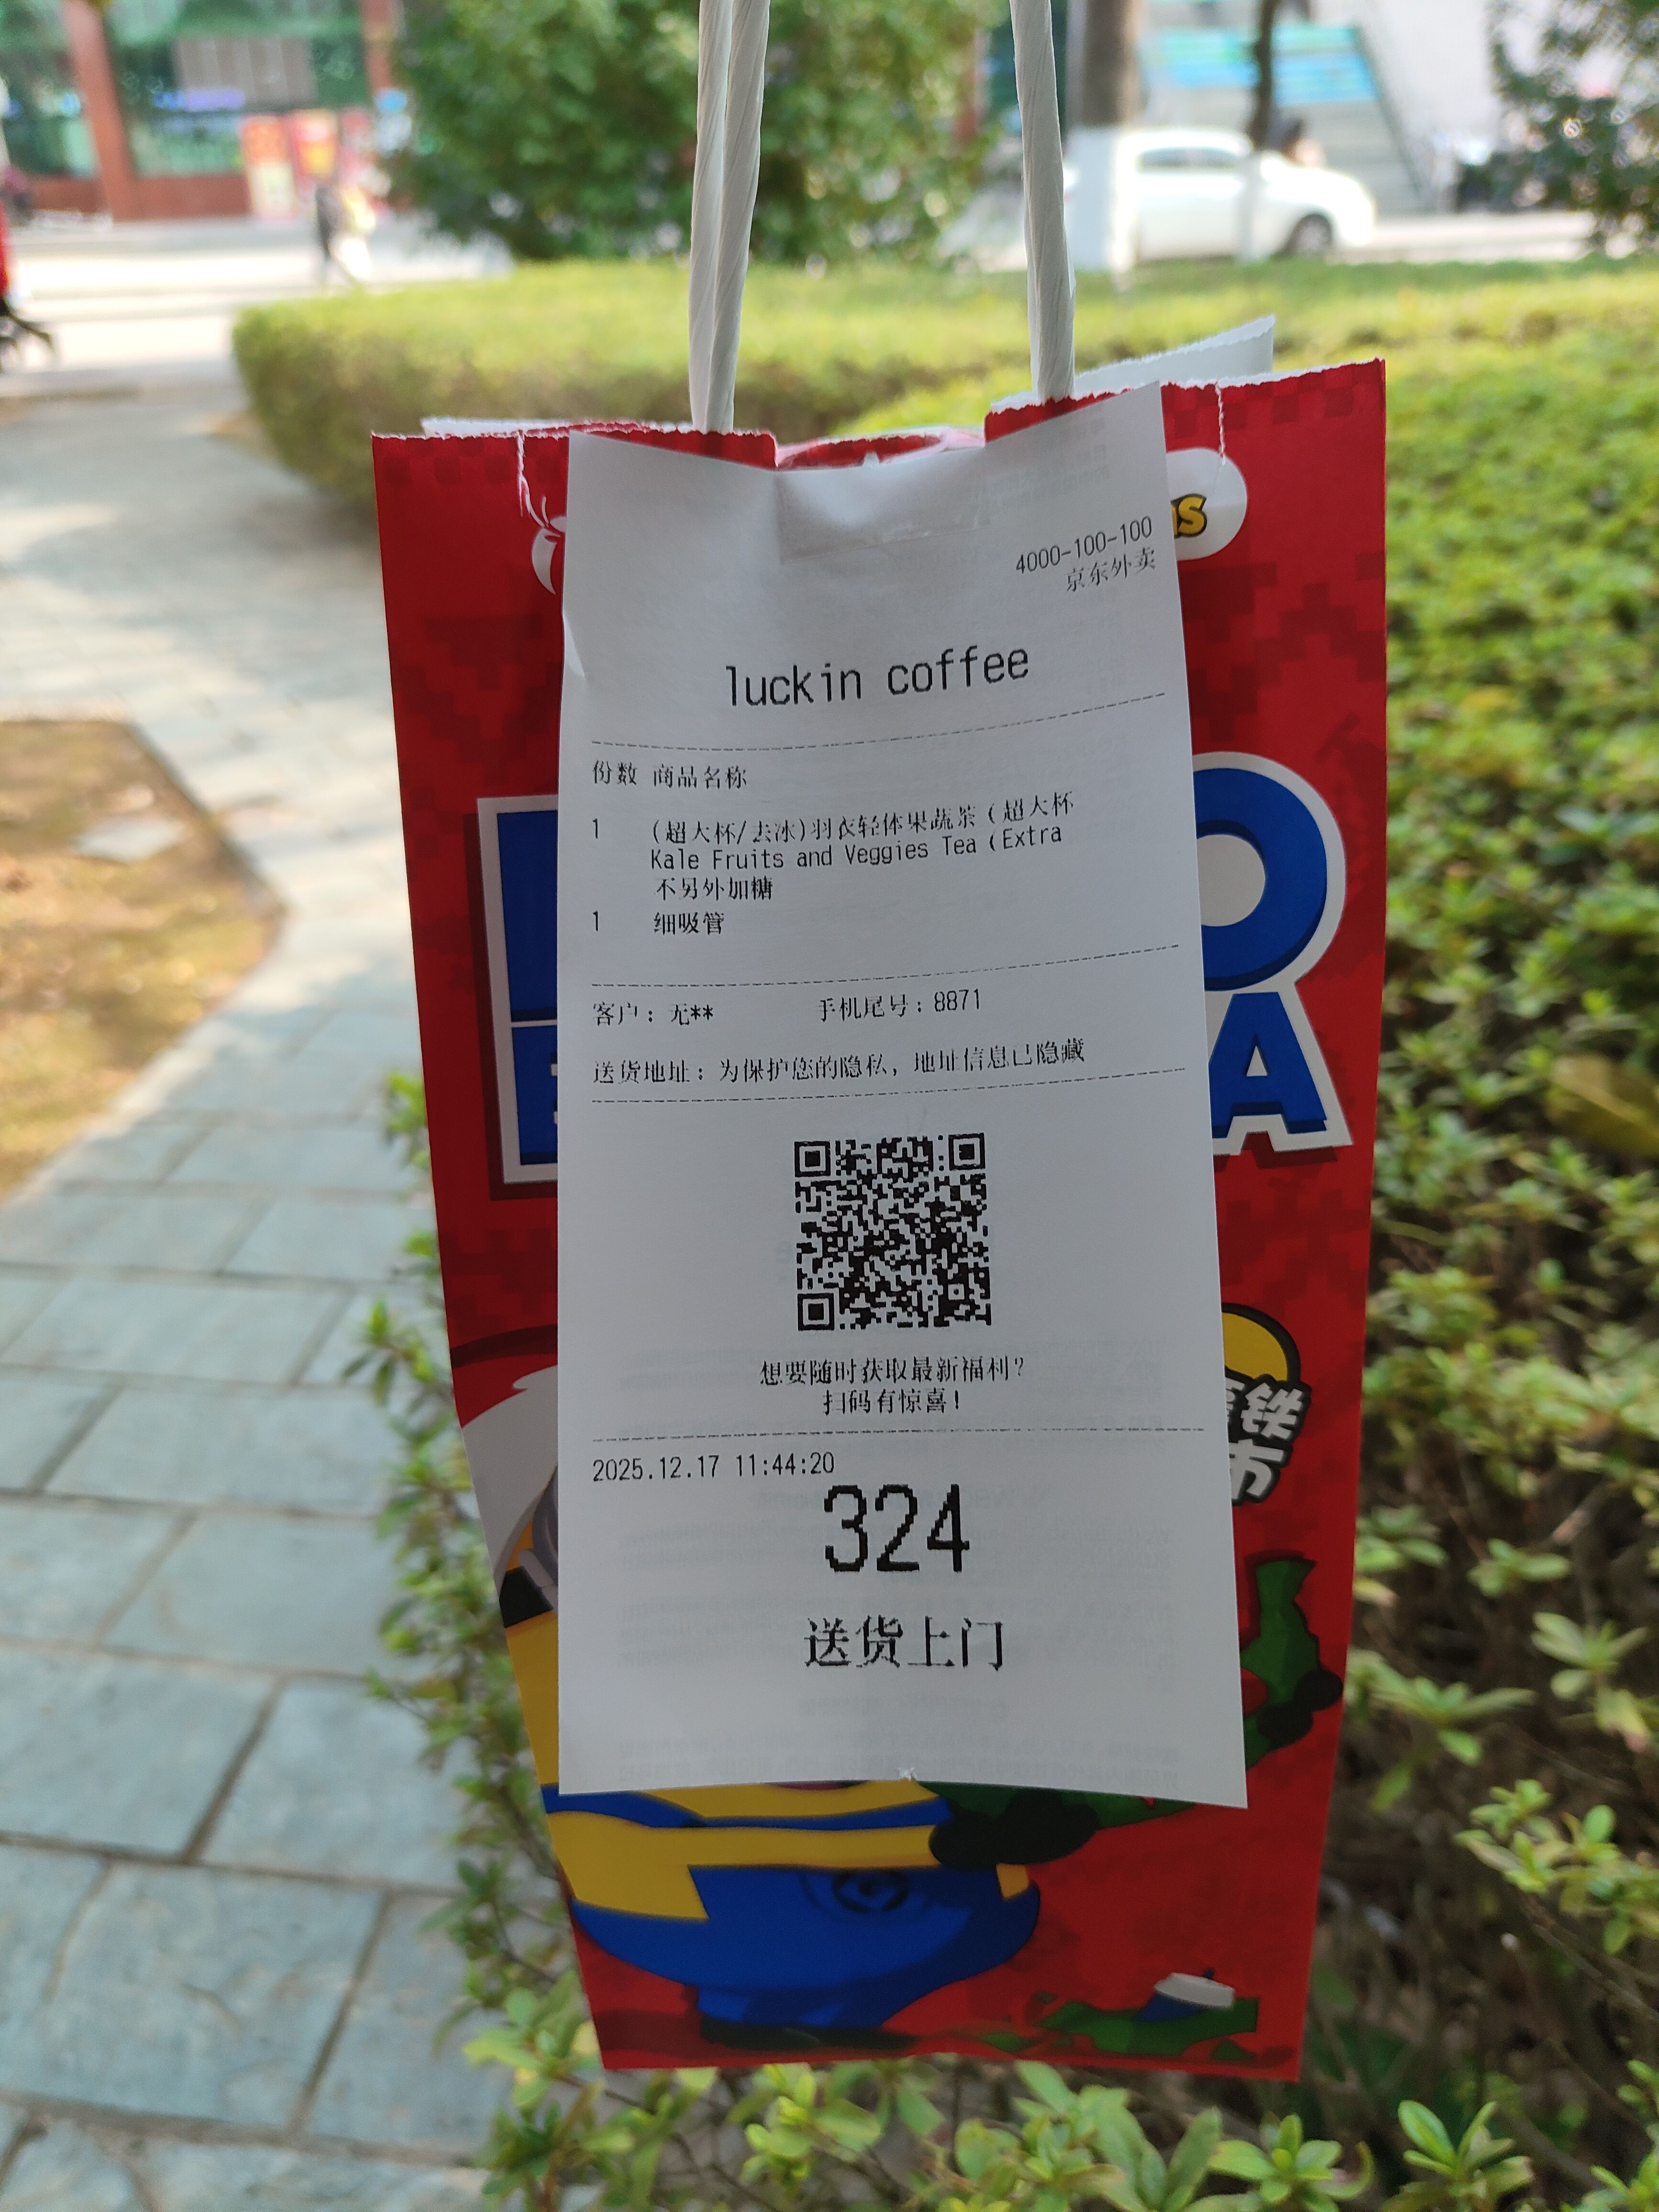 4000-100-100
京东外卖
luckin coffee
份数 商品名称
1 (超大杯/去冰)羽衣轻体果蔬茶(超大杯
Kale Fruits and Veggies Tea (Extra
不另外加糖
1 细吸管
客户:无** 手机尾号:8871
送货地址:为保护您的隐私,地址信息已隐藏
想要随时获取最新福利?
扫码有惊喜!
2025.12.17 11:44:20
324
送货上门
O
A
铁
市